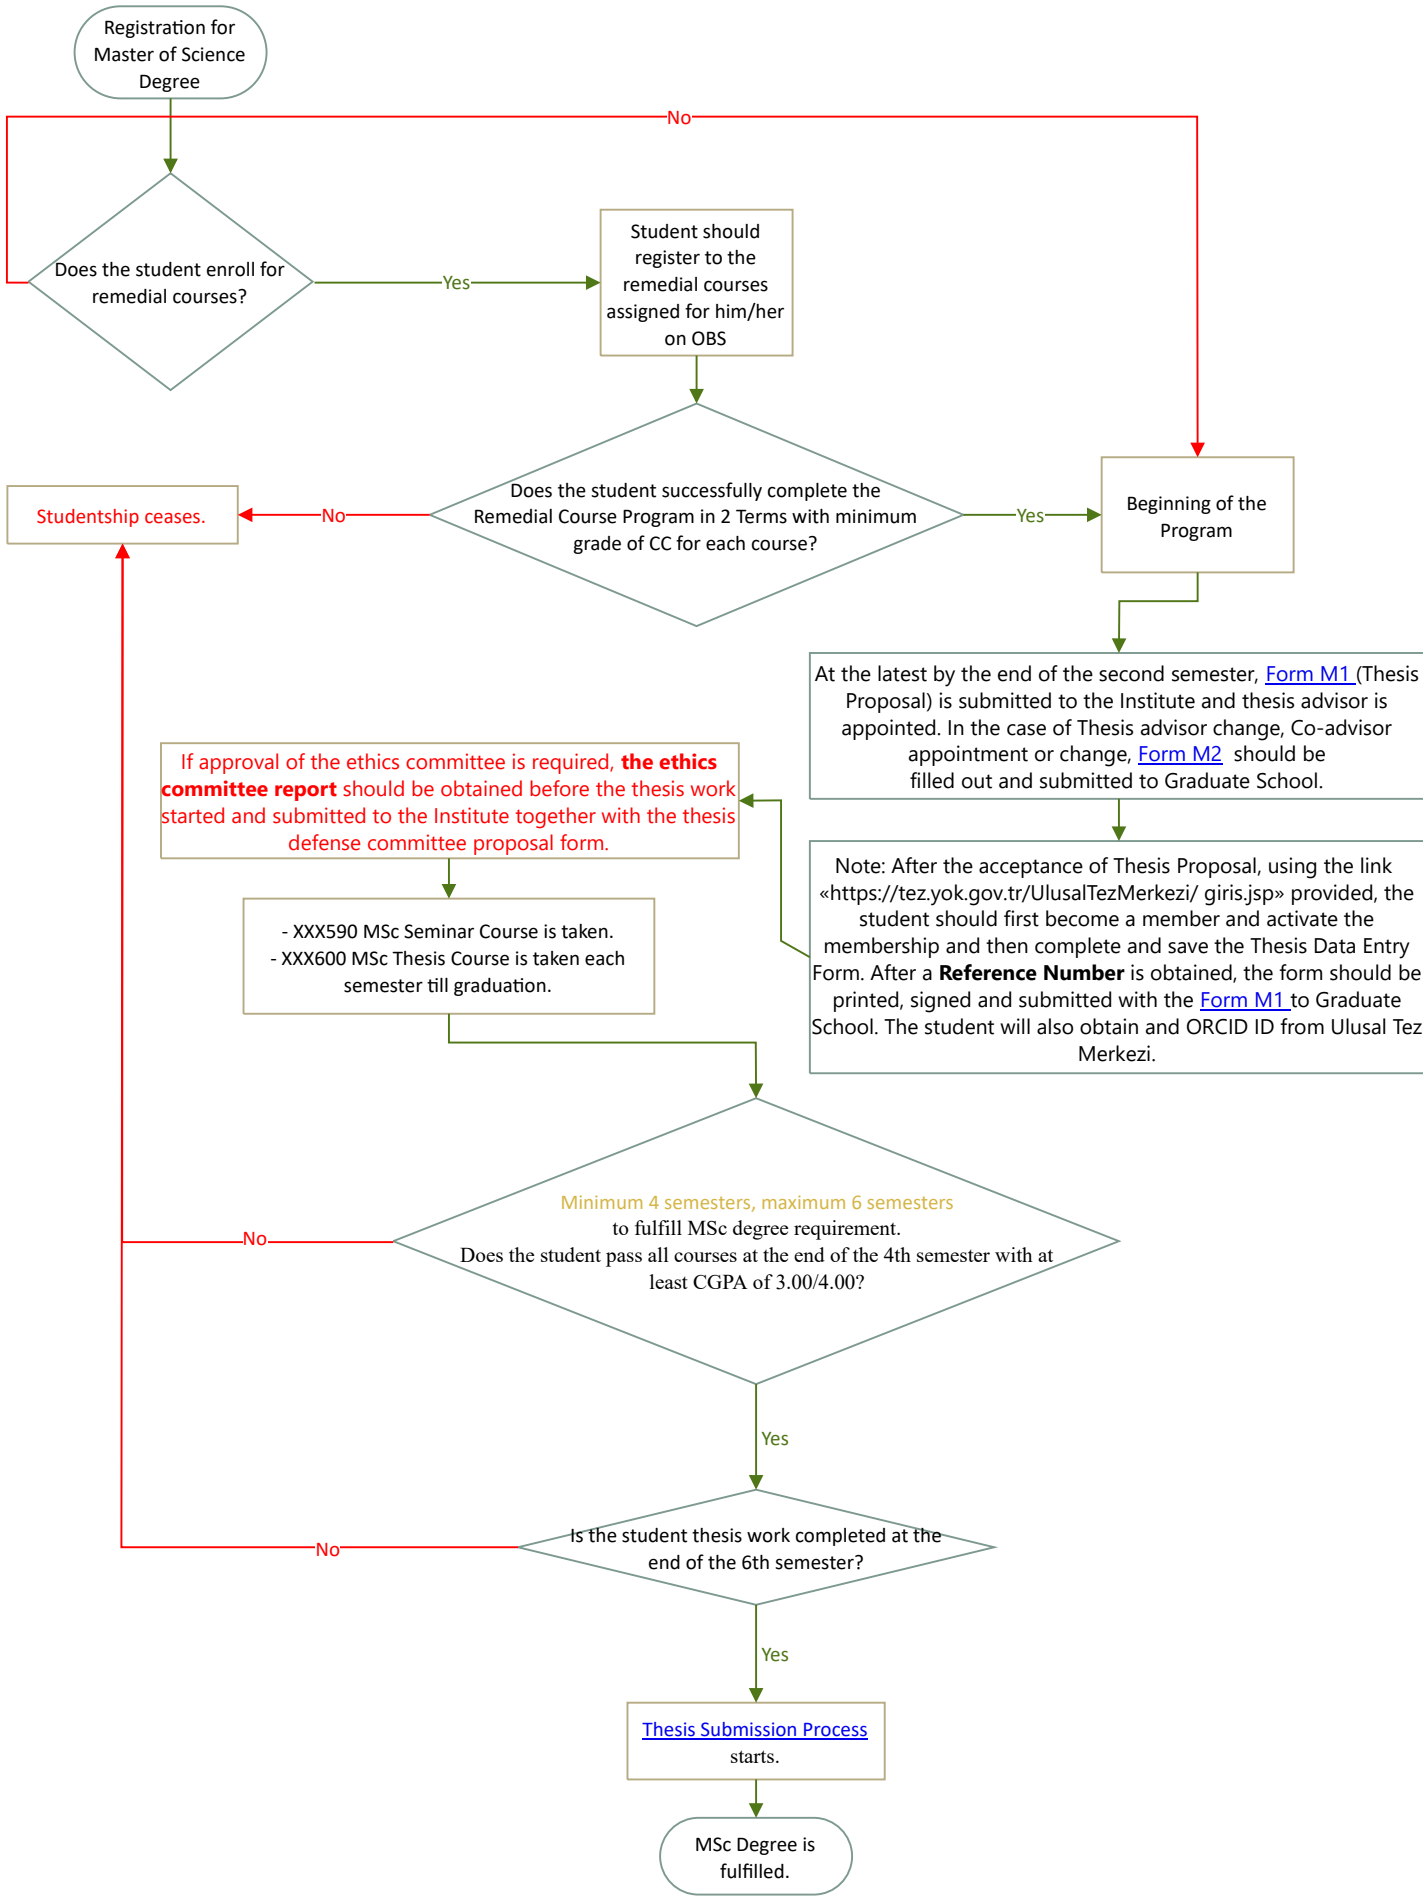 Registration for
Master of Science
Degree
No
Does the student enroll for
remedial courses?
Yes
Student should
register to the
remedial courses
assigned for him/her
on OBS
Studentship ceases.
No
Does the student successfully complete the
Remedial Course Program in 2 Terms with minimum
grade of CC for each course?
Yes
Beginning of the
Program
At the latest by the end of the second semester, Form M1 (Thesis
Proposal) is submitted to the Institute and thesis advisor is
appointed. In the case of Thesis advisor change, Co-advisor
appointment or change, Form M2 should be
filled out and submitted to Graduate School.
Note: After the acceptance of Thesis Proposal, using the link
«https://tez.yok.gov.tr/UlusalTezMerkezi/ giris.jsp» provided, the
student should first become a member and activate the
membership and then complete and save the Thesis Data Entry
Form. After a Reference Number is obtained, the form should be
printed, signed and submitted with the Form M1 to Graduate
School. The student will also obtain and ORCID ID from Ulusal Tez
Merkezi.
If approval of the ethics committee is required, the ethics
committee report should be obtained before the thesis work
started and submitted to the Institute together with the thesis
defense committee proposal form.
- XXX590 MSc Seminar Course is taken.
- XXX600 MSc Thesis Course is taken each
semester till graduation.
Minimum 4 semesters, maximum 6 semesters
to fulfill MSc degree requirement.
Does the student pass all courses at the end of the 4th semester with at
least CGPA of 3.00/4.00?
No
Yes
Is the student thesis work completed at the
end of the 6th semester?
No
Yes
Thesis Submission Process
starts.
MSc Degree is
fulfilled.